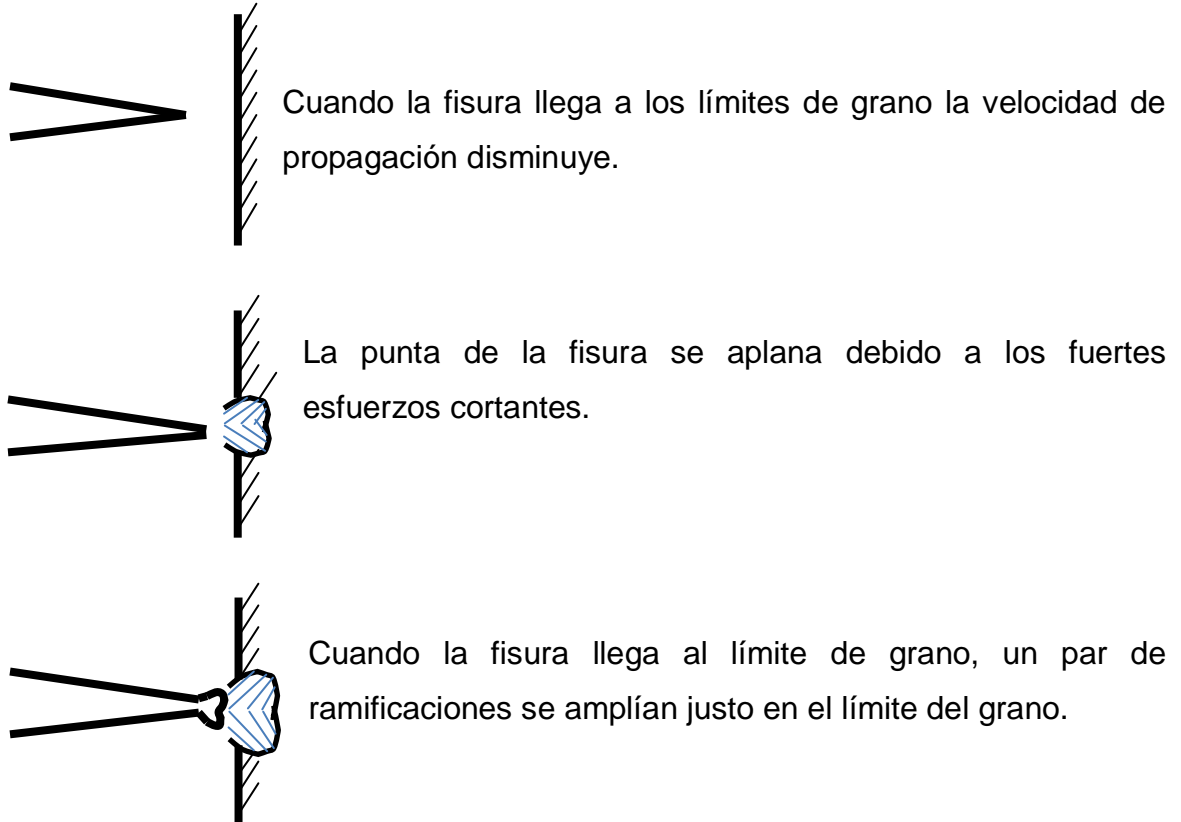 Cuando la fisura llega a los límites de grano la velocidad de
propagación disminuye.
La punta de la fisura se aplana debido a los fuertes
esfuerzos cortantes.
Cuando la fisura llega al límite de grano, un par de
ramificaciones se amplían justo en el límite del grano.